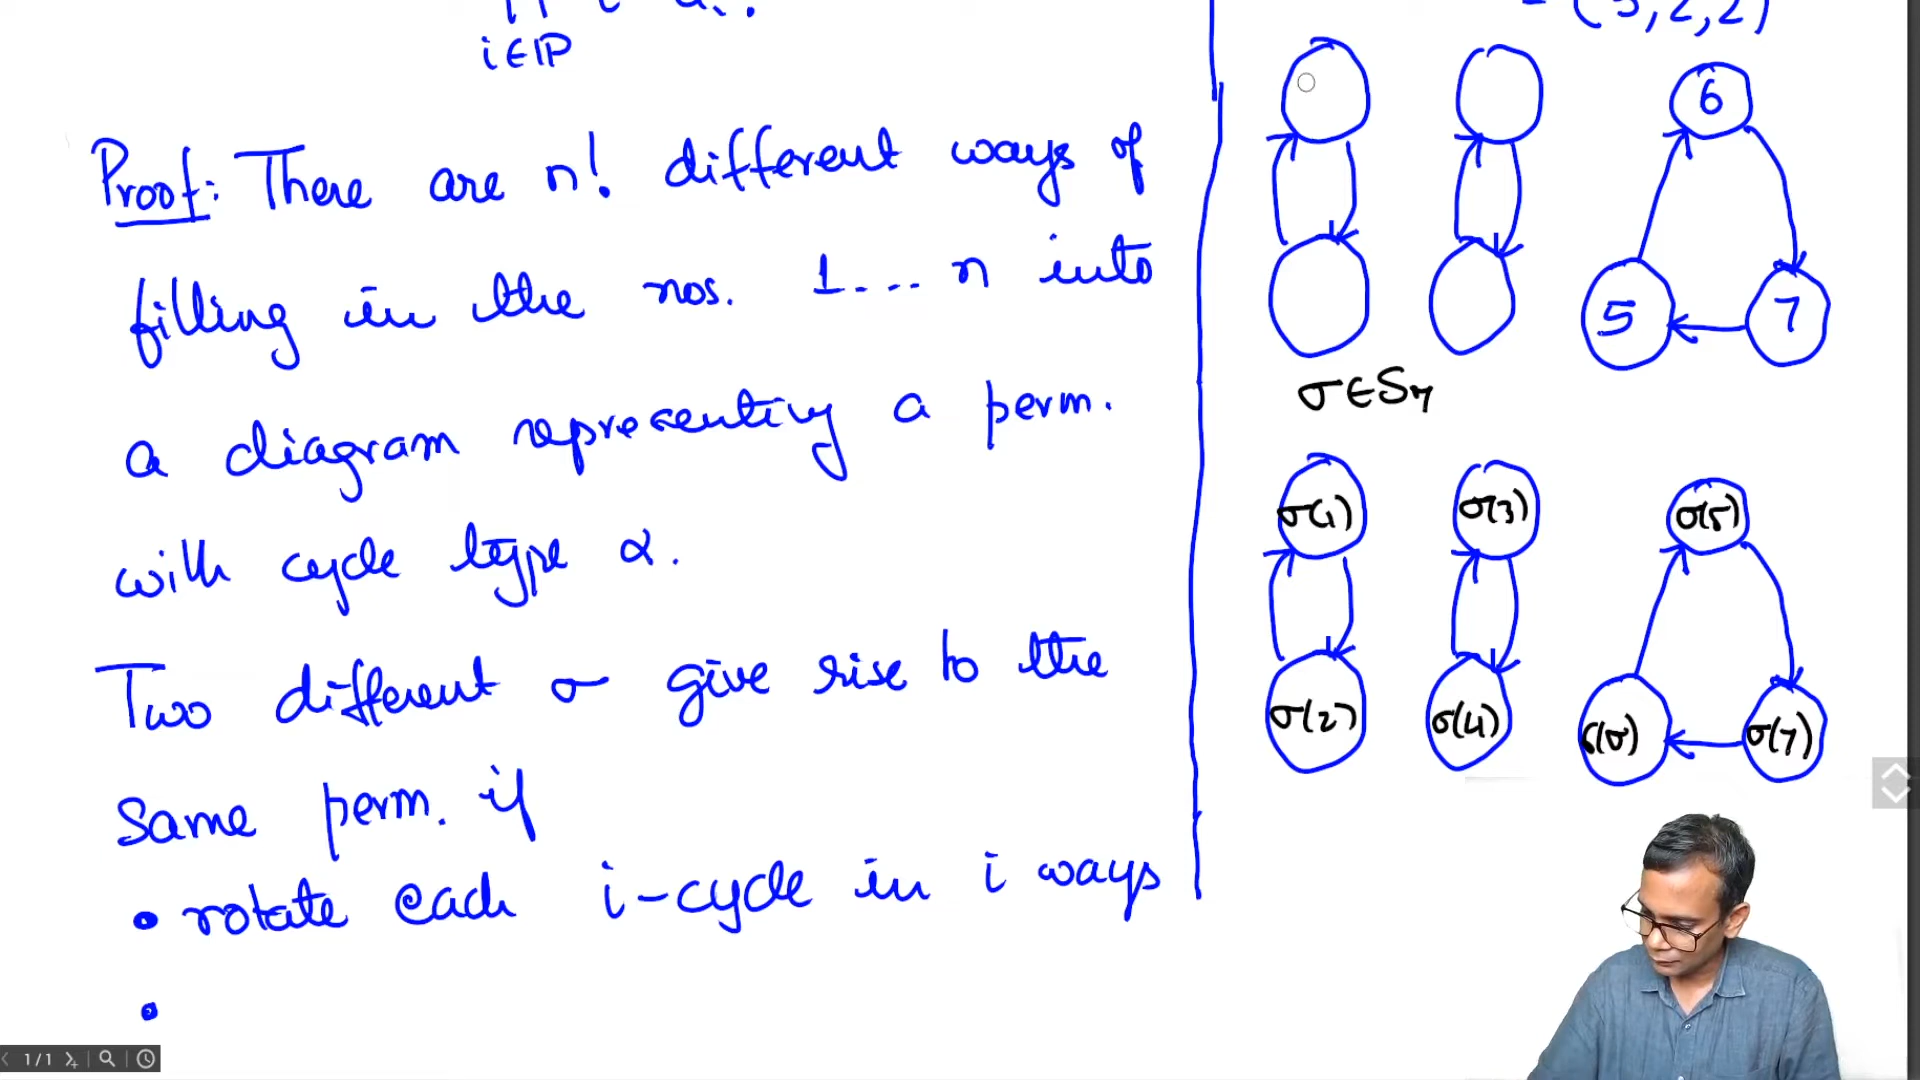 i∈ℙ
Proof: There are n! different ways of
filling in the nos. 1.... n into
a diagram representing a perm.
with cycle type α.
Two different σ give rise to the
same perm. if
• rotate each i-cycle in i ways
•
(3,2,2)
6
5 7
σ∈S₇
σ(1) σ(3) σ(5)
σ(2) σ(4) σ(7)
1/1